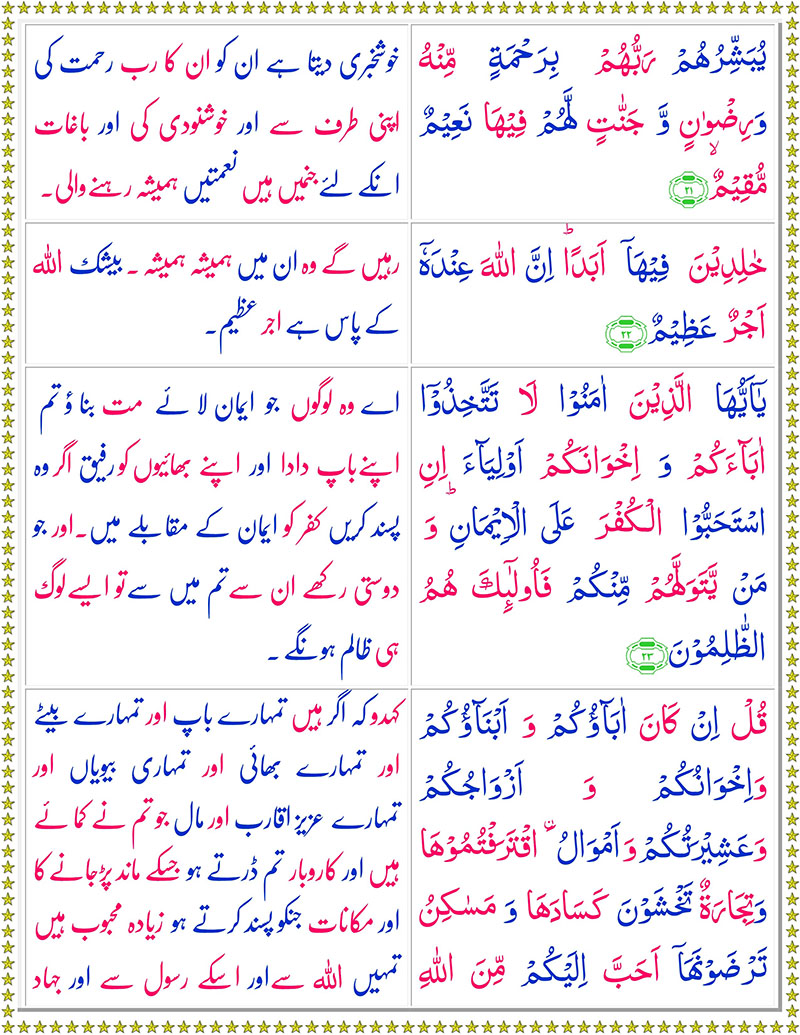 يُبَشِّرُهُمْ رَبُّهُمْ بِرَحْمَةٍ مِّنْهُ
وَرِضْوٰنٍ وَّ جَنّٰتٍ لَّهُمْ فِيْهَا نَعِيْمٌ
مُّقِيْمٌ ۙ ﴿۲۱﴾
خوشخبری دیتا ہے ان کو ان کا رب رحمت کی
اپنی طرف سے اور خوشنودی کی اور باغات
انکے لئے جنمیں ہیں نعمتیں ہمیشہ رہنے والی۔
خٰلِدِيْنَ فِيْهَاۤ اَبَدًا ؕ اِنَّ اللّٰهَ عِنْدَهٗۤ
اَجْرٌ عَظِيْمٌ ﴿۲۲﴾
رہیں گے وہ ان میں ہمیشہ ہمیشہ ۔ بیشک اللہ
کے پاس ہے اجر عظیم۔
يٰۤاَيُّهَا الَّذِيْنَ اٰمَنُوْا لَا تَتَّخِذُوْۤا
اٰبَآءَكُمْ وَ اِخْوَانَكُمْ اَوْلِيَآءَ اِنِ
اسْتَحَبُّوا الْكُفْرَ عَلَى الْاِيْمَانِ ؕ وَ
مَنْ يَّتَوَلَّهُمْ مِّنْكُمْ فَاُولٰٓئِكَ هُمُ
الظّٰلِمُوْنَ ﴿۲۳﴾
اے وہ لوگوں جو ایمان لائے مت بناؤ تم
اپنے باپ دادا اور اپنے بھائیوں کو رفیق اگر وہ
پسند کریں کفر کو ایمان کے مقابلے میں۔ اور جو
دوستی رکھے ان سے تم میں سے تو ایسے لوگ
ہی ظالم ہونگے ۔
قُلْ اِنْ كَانَ اٰبَآؤُكُمْ وَ اَبْنَآؤُكُمْ
وَاِخْوَانُكُمْ وَ اَزْوَاجُكُمْ
وَعَشِيْرَتُكُمْ وَ اَمْوَالُ ۨ اقْتَرَفْتُمُوْهَا
وَتِجَارَةٌ تَخْشَوْنَ كَسَادَهَا وَ مَسٰكِنُ
تَرْضَوْنَهَاۤ اَحَبَّ اِلَيْكُمْ مِّنَ اللّٰهِ
کہدو کہ اگر ہیں تمہارے باپ اور تمہارے بیٹے
اور تمہارے بھائی اور تمہاری بیویاں اور
تمہارے عزیز اقارب اور مال جو تم نے کمائے
ہیں اور کاروبار تم ڈرتے ہو جسکے ماند پڑجانے کا
اور مکانات جنکو پسند کرتے ہو زیادہ محبوب ہیں
تمہیں اللہ سے اور اسکے رسول سے اور جہاد